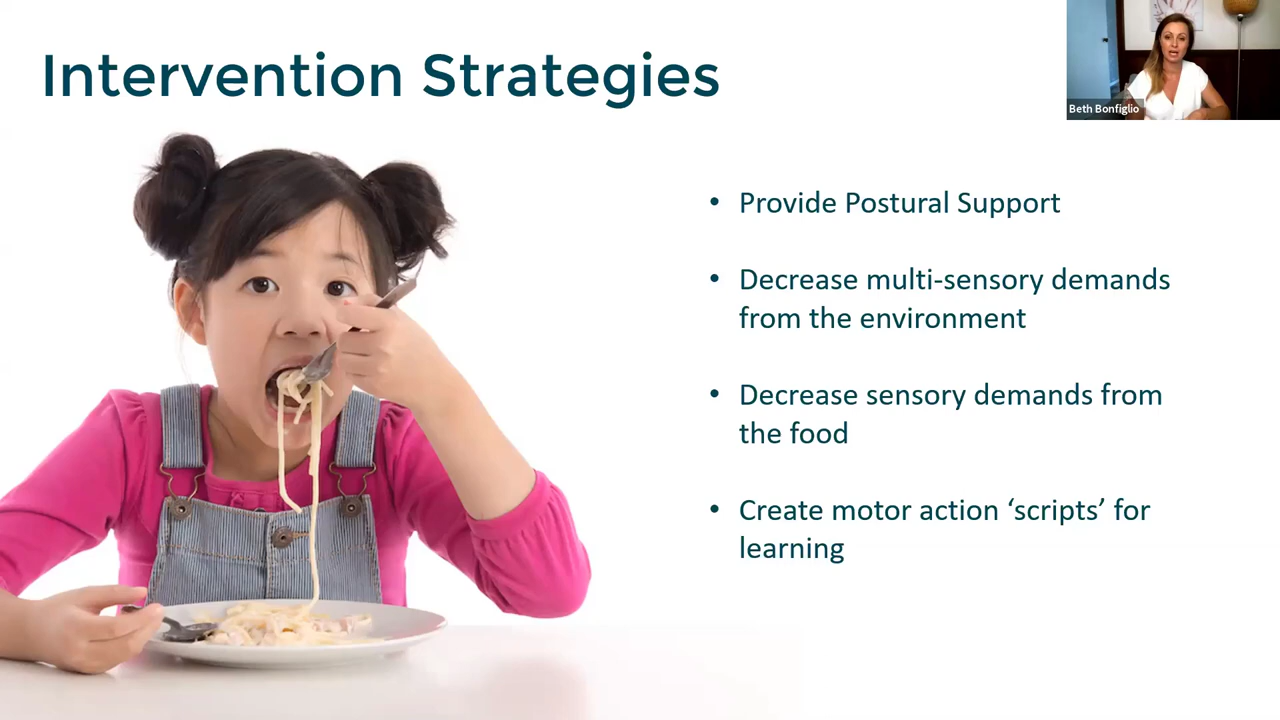 Intervention Strategies
Beth Bonfiglio
• Provide Postural Support
• Decrease multi-sensory demands
from the environment
• Decrease sensory demands from
the food
• Create motor action ‘scripts’ for
learning